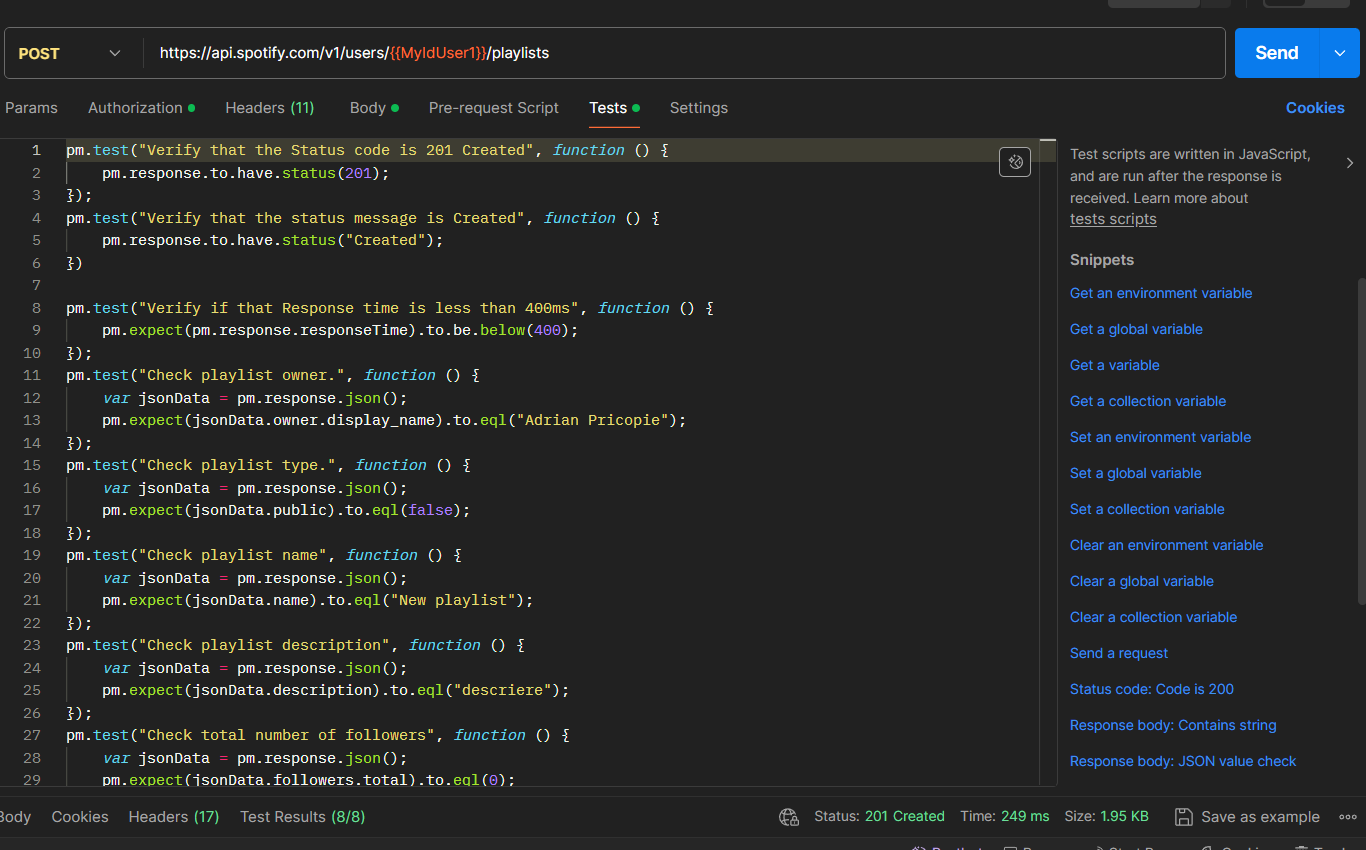 POST
https://api.spotify.com/v1/users/{{MyIdUser1}}/playlists
Send
Params
Authorization
Headers (11)
Body
Pre-request Script
Tests
Settings
Cookies
1 pm.test("Verify that the Status code is 201 Created", function () {
2 pm.response.to.have.status(201);
3 });
4 pm.test("Verify that the status message is Created", function () {
5 pm.response.to.have.status("Created");
6 })
7
8 pm.test("Verify if that Response time is less than 400ms", function () {
9 pm.expect(pm.response.responseTime).to.be.below(400);
10 });
11 pm.test("Check playlist owner.", function () {
12 var jsonData = pm.response.json();
13 pm.expect(jsonData.owner.display_name).to.eql("Adrian Pricopie");
14 });
15 pm.test("Check playlist type.", function () {
16 var jsonData = pm.response.json();
17 pm.expect(jsonData.public).to.eql(false);
18 });
19 pm.test("Check playlist name", function () {
20 var jsonData = pm.response.json();
21 pm.expect(jsonData.name).to.eql("New playlist");
22 });
23 pm.test("Check playlist description", function () {
24 var jsonData = pm.response.json();
25 pm.expect(jsonData.description).to.eql("descriere");
26 });
27 pm.test("Check total number of followers", function () {
28 var jsonData = pm.response.json();
29 pm.expect(jsonData.followers.total).to.eql(0);
Test scripts are written in JavaScript,
and are run after the response is
received. Learn more about
tests scripts
Snippets
Get an environment variable
Get a global variable
Get a variable
Get a collection variable
Set an environment variable
Set a global variable
Set a collection variable
Clear an environment variable
Clear a global variable
Clear a collection variable
Send a request
Status code: Code is 200
Response body: Contains string
Response body: JSON value check
Body
Cookies
Headers (17)
Test Results (8/8)
Status: 201 Created
Time: 249 ms
Size: 1.95 KB
Save as example